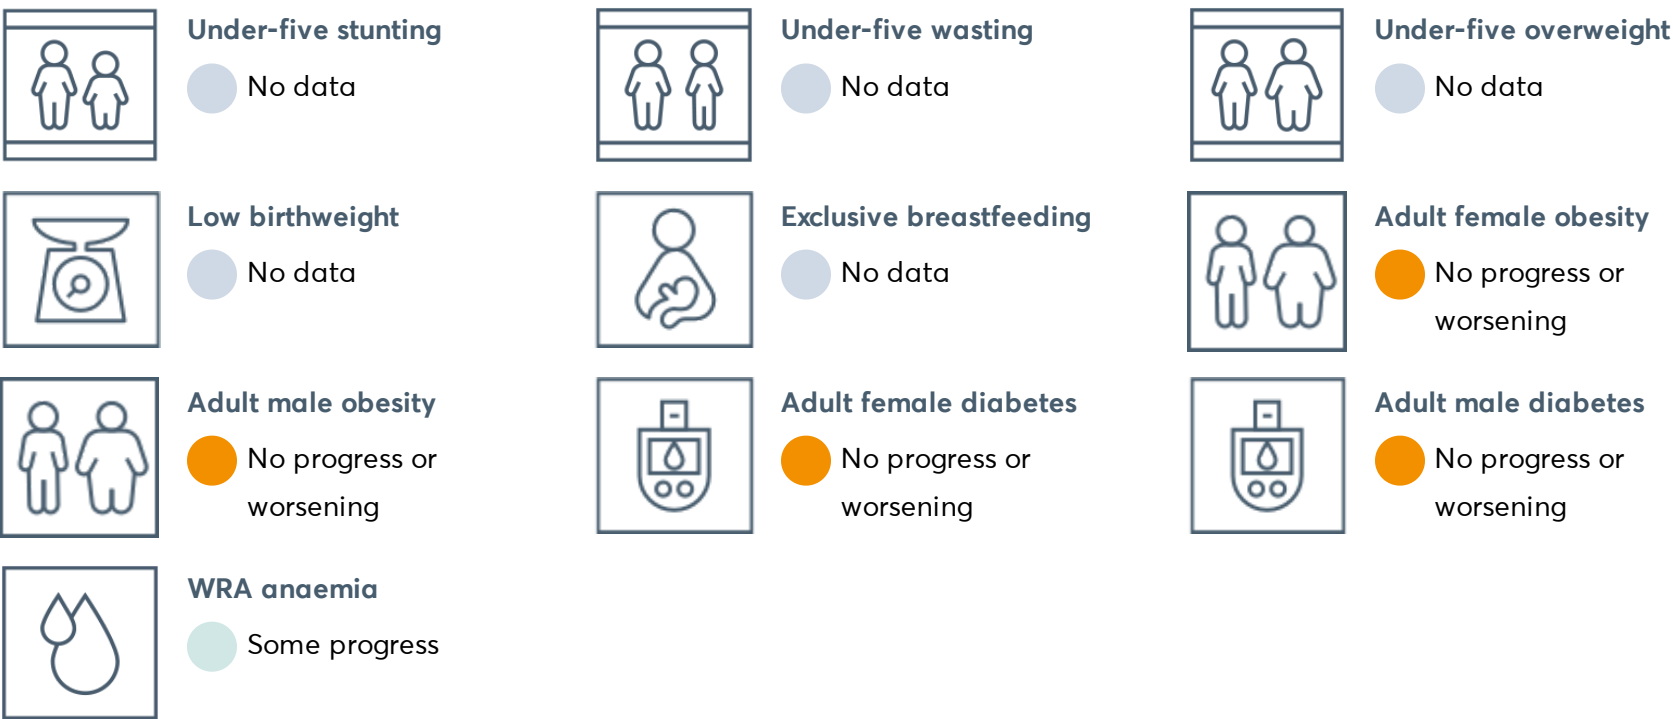 Under-five stunting
No data
Under-five wasting
No data
Under-five overweight
No data
Low birthweight
No data
Exclusive breastfeeding
No data
Adult female obesity
No progress or
worsening
Adult male obesity
No progress or
worsening
Adult female diabetes
No progress or
worsening
Adult male diabetes
No progress or
worsening
WRA anaemia
Some progress